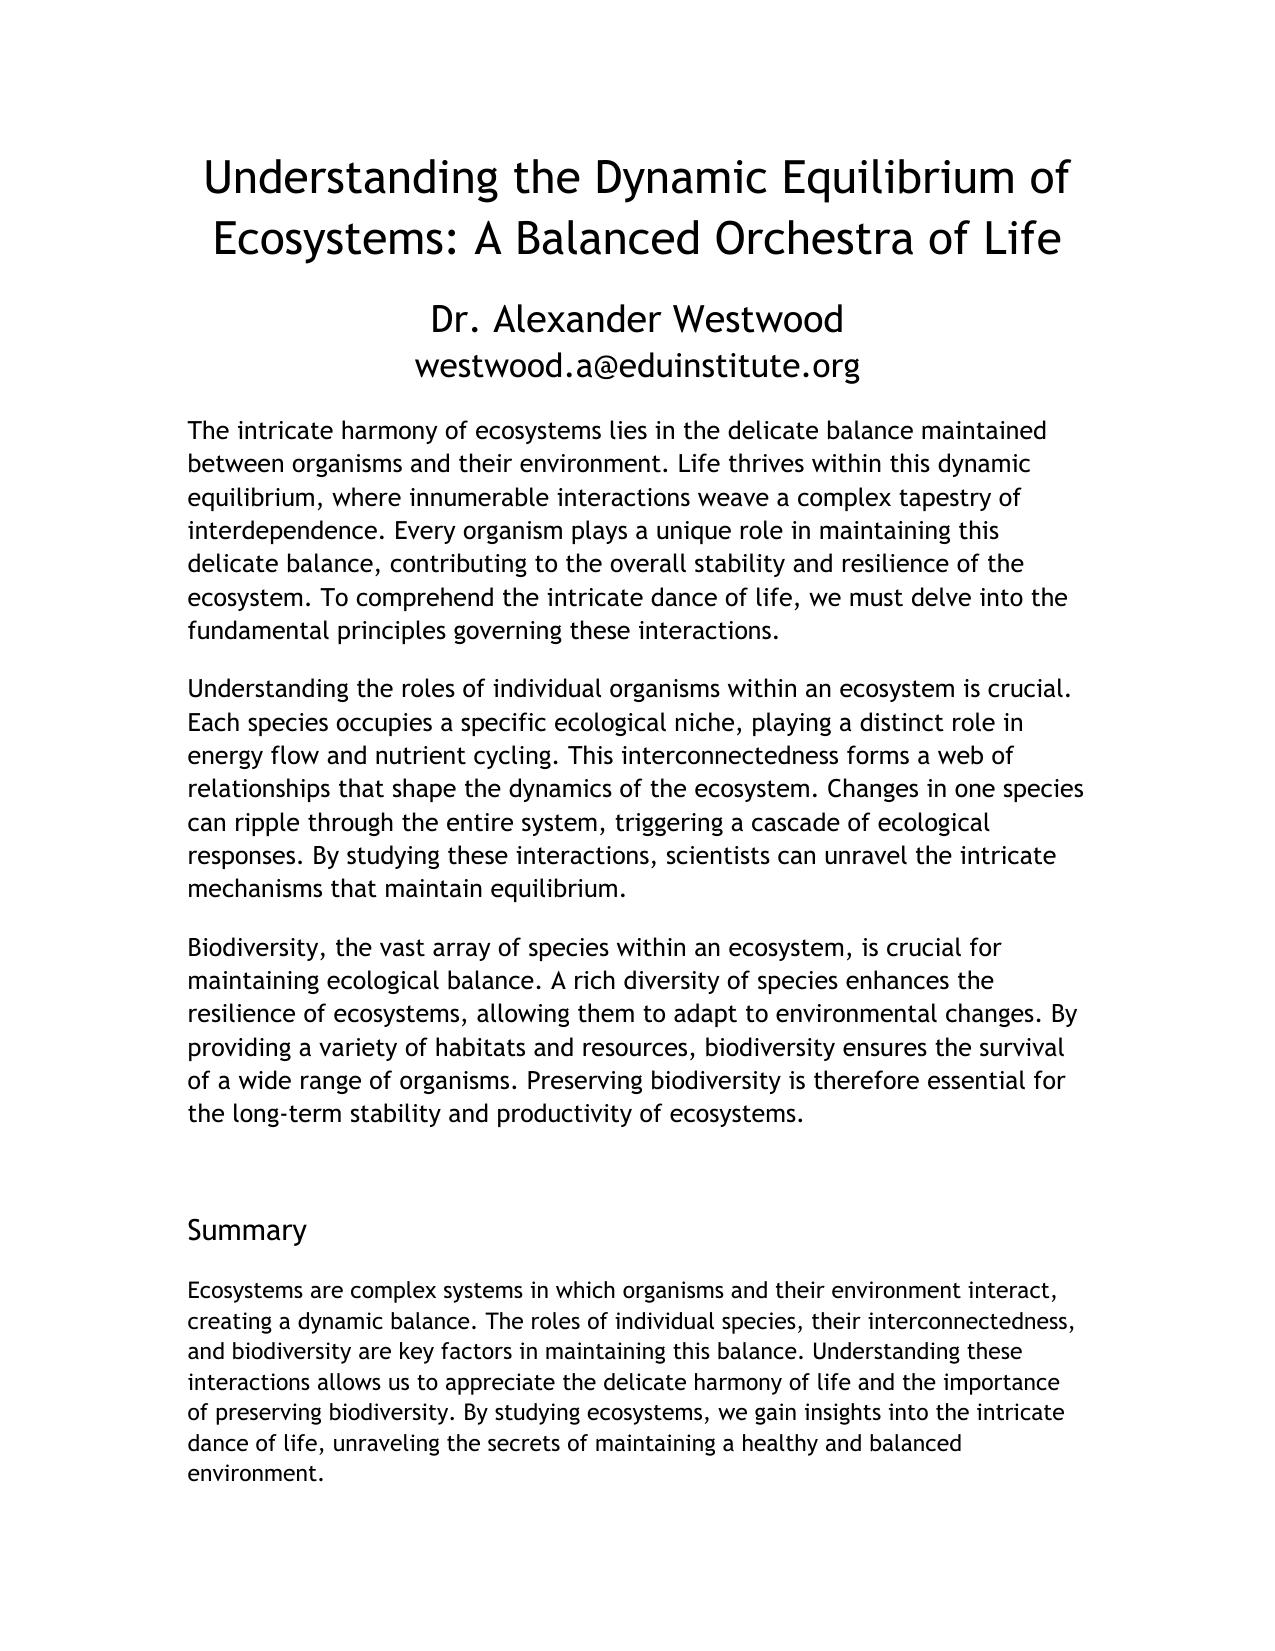 Understanding the Dynamic Equilibrium of
Ecosystems: A Balanced Orchestra of Life
Dr. Alexander Westwood
westwood.a@eduinstitute.org
The intricate harmony of ecosystems lies in the delicate balance maintained
between organisms and their environment. Life thrives within this dynamic
equilibrium, where innumerable interactions weave a complex tapestry of
interdependence. Every organism plays a unique role in maintaining this
delicate balance, contributing to the overall stability and resilience of the
ecosystem. To comprehend the intricate dance of life, we must delve into the
fundamental principles governing these interactions.
Understanding the roles of individual organisms within an ecosystem is crucial.
Each species occupies a specific ecological niche, playing a distinct role in
energy flow and nutrient cycling. This interconnectedness forms a web of
relationships that shape the dynamics of the ecosystem. Changes in one species
can ripple through the entire system, triggering a cascade of ecological
responses. By studying these interactions, scientists can unravel the intricate
mechanisms that maintain equilibrium.
Biodiversity, the vast array of species within an ecosystem, is crucial for
maintaining ecological balance. A rich diversity of species enhances the
resilience of ecosystems, allowing them to adapt to environmental changes. By
providing a variety of habitats and resources, biodiversity ensures the survival
of a wide range of organisms. Preserving biodiversity is therefore essential for
the long-term stability and productivity of ecosystems.
Summary
Ecosystems are complex systems in which organisms and their environment interact,
creating a dynamic balance. The roles of individual species, their interconnectedness,
and biodiversity are key factors in maintaining this balance. Understanding these
interactions allows us to appreciate the delicate harmony of life and the importance
of preserving biodiversity. By studying ecosystems, we gain insights into the intricate
dance of life, unraveling the secrets of maintaining a healthy and balanced
environment.